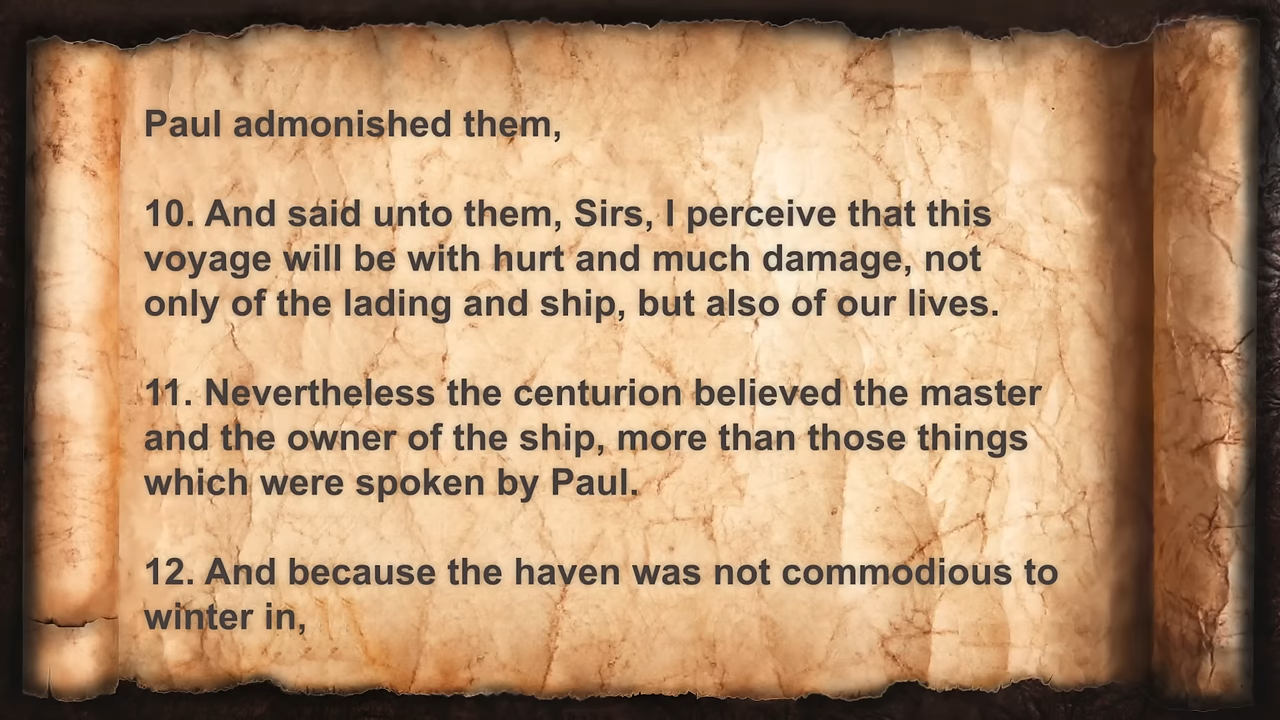 Paul admonished them,
10. And said unto them, Sirs, I perceive that this
voyage will be with hurt and much damage, not
only of the lading and ship, but also of our lives.
11. Nevertheless the centurion believed the master
and the owner of the ship, more than those things
which were spoken by Paul.
12. And because the haven was not commodious to
winter in,